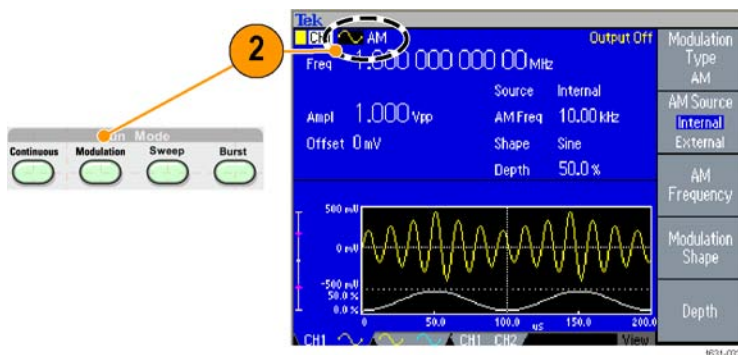 2
Run Mode
Continuous Modulation Sweep Burst
Tek
CH1 AM Output Off
Freq 1.000 000 000 00 MHz
Source Internal
Ampl 1.000 Vpp AM Freq 10.00 kHz
Offset 0 mV Shape Sine
Depth 50.0 %
500 mV
0 mV
-500 mV
50.0 %
0.0 %
0 50.0 100.0 us 150.0 200.0
CH1 CH1 CH2 View
Modulation
Type
AM
AM Source
Internal
External
AM
Frequency
Modulation
Shape
Depth